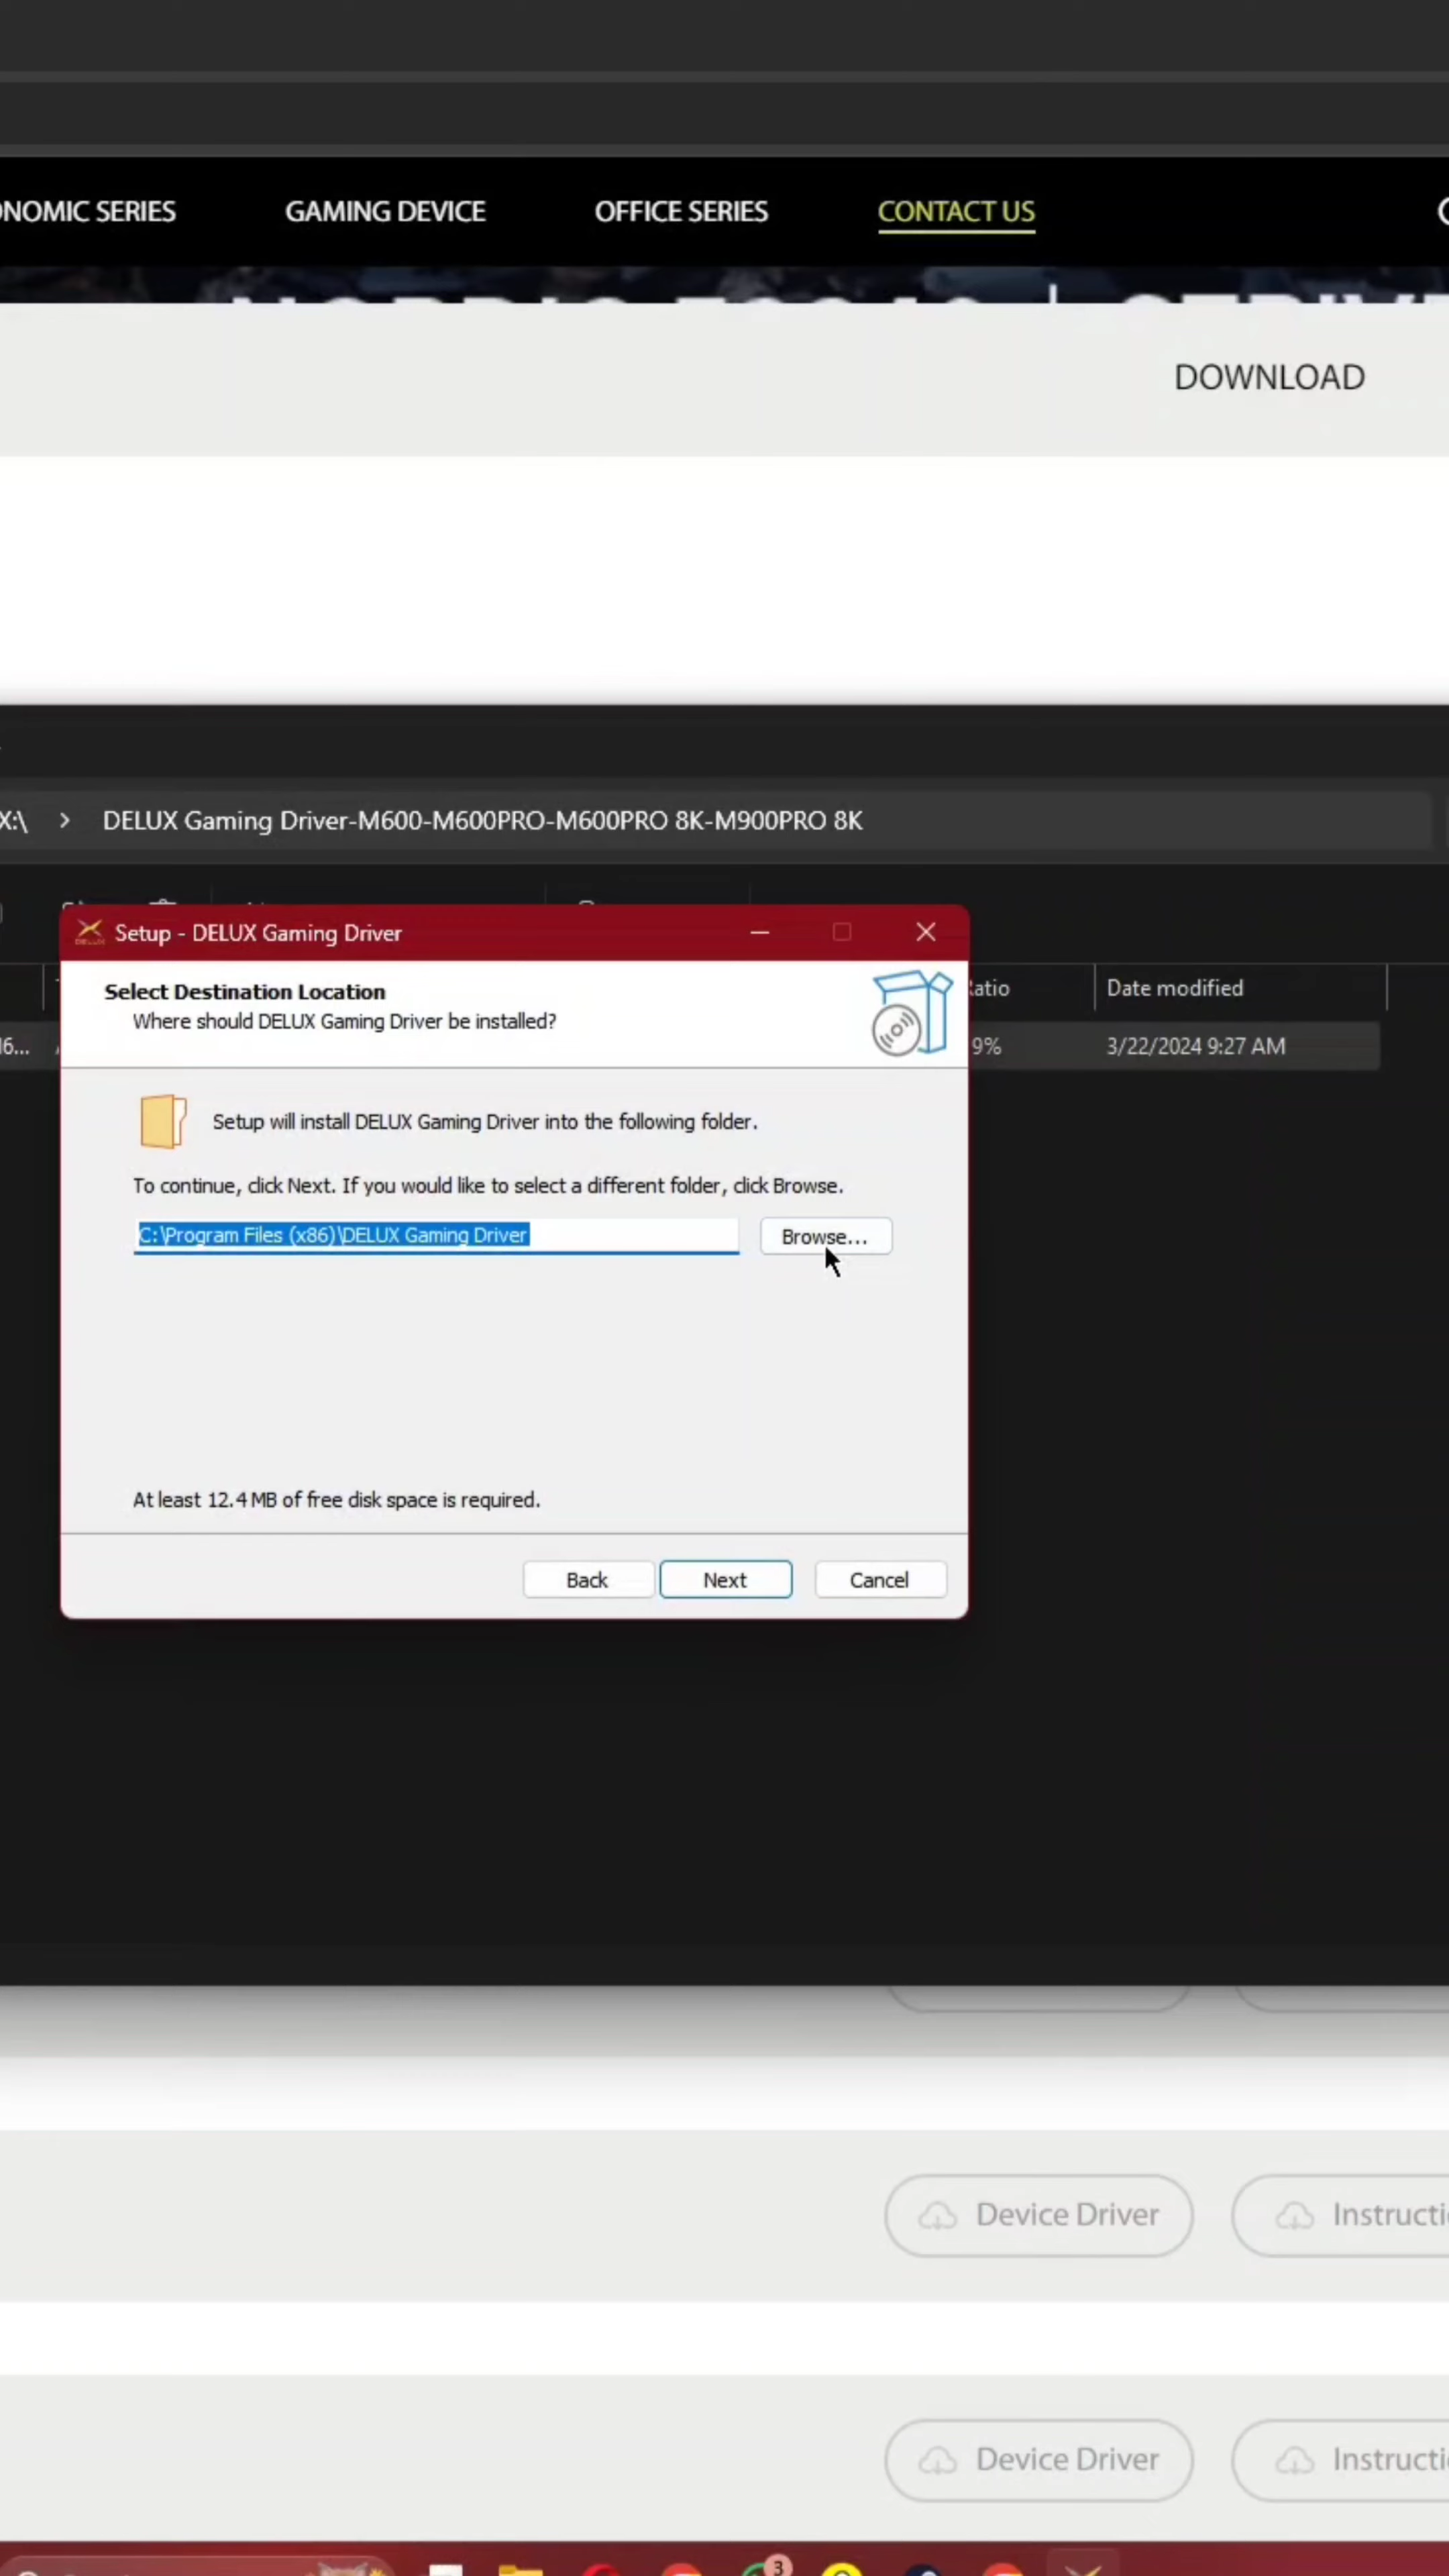 ONOMIC SERIES GAMING DEVICE OFFICE SERIES CONTACT US
DOWNLOAD
X:\ > DELUX Gaming Driver-M600-M600PRO-M600PRO 8K-M900PRO 8K
Setup - DELUX Gaming Driver
Select Destination Location
Where should DELUX Gaming Driver be installed?
Ratio Date modified
9% 3/22/2024 9:27 AM
Setup will install DELUX Gaming Driver into the following folder.
To continue, click Next. If you would like to select a different folder, click Browse.
C:\Program Files (x86)\DELUX Gaming Driver
Browse...
At least 12.4 MB of free disk space is required.
Back Next Cancel
Device Driver Instructi
Device Driver Instructi
3